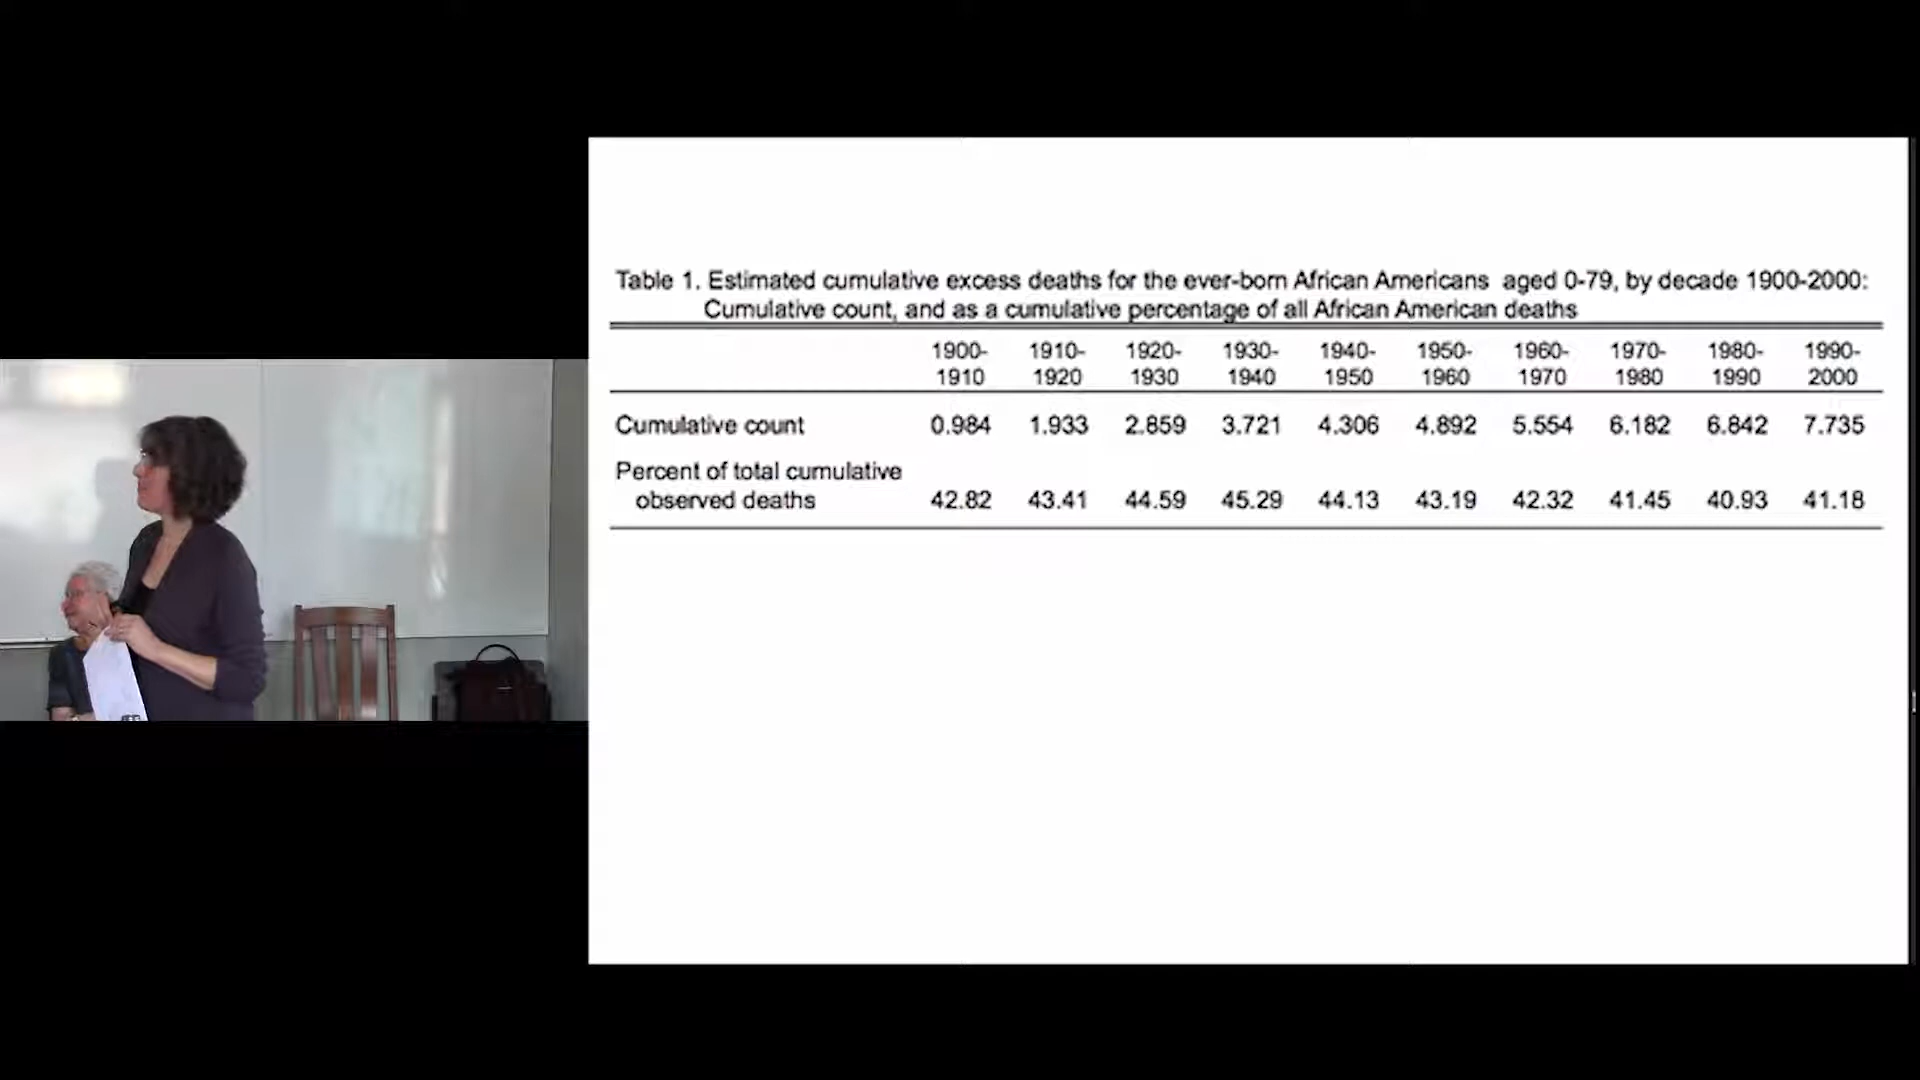 Table 1. Estimated cumulative excess deaths for the ever-born African Americans aged 0-79, by decade 1900-2000:
Cumulative count, and as a cumulative percentage of all African American deaths
1900- 1910- 1920- 1930- 1940- 1950- 1960- 1970- 1980- 1990-
1910 1920 1930 1940 1950 1960 1970 1980 1990 2000
Cumulative count 0.984 1.933 2.859 3.721 4.306 4.892 5.554 6.182 6.842 7.735
Percent of total cumulative
observed deaths 42.82 43.41 44.59 45.29 44.13 43.19 42.32 41.45 40.93 41.18